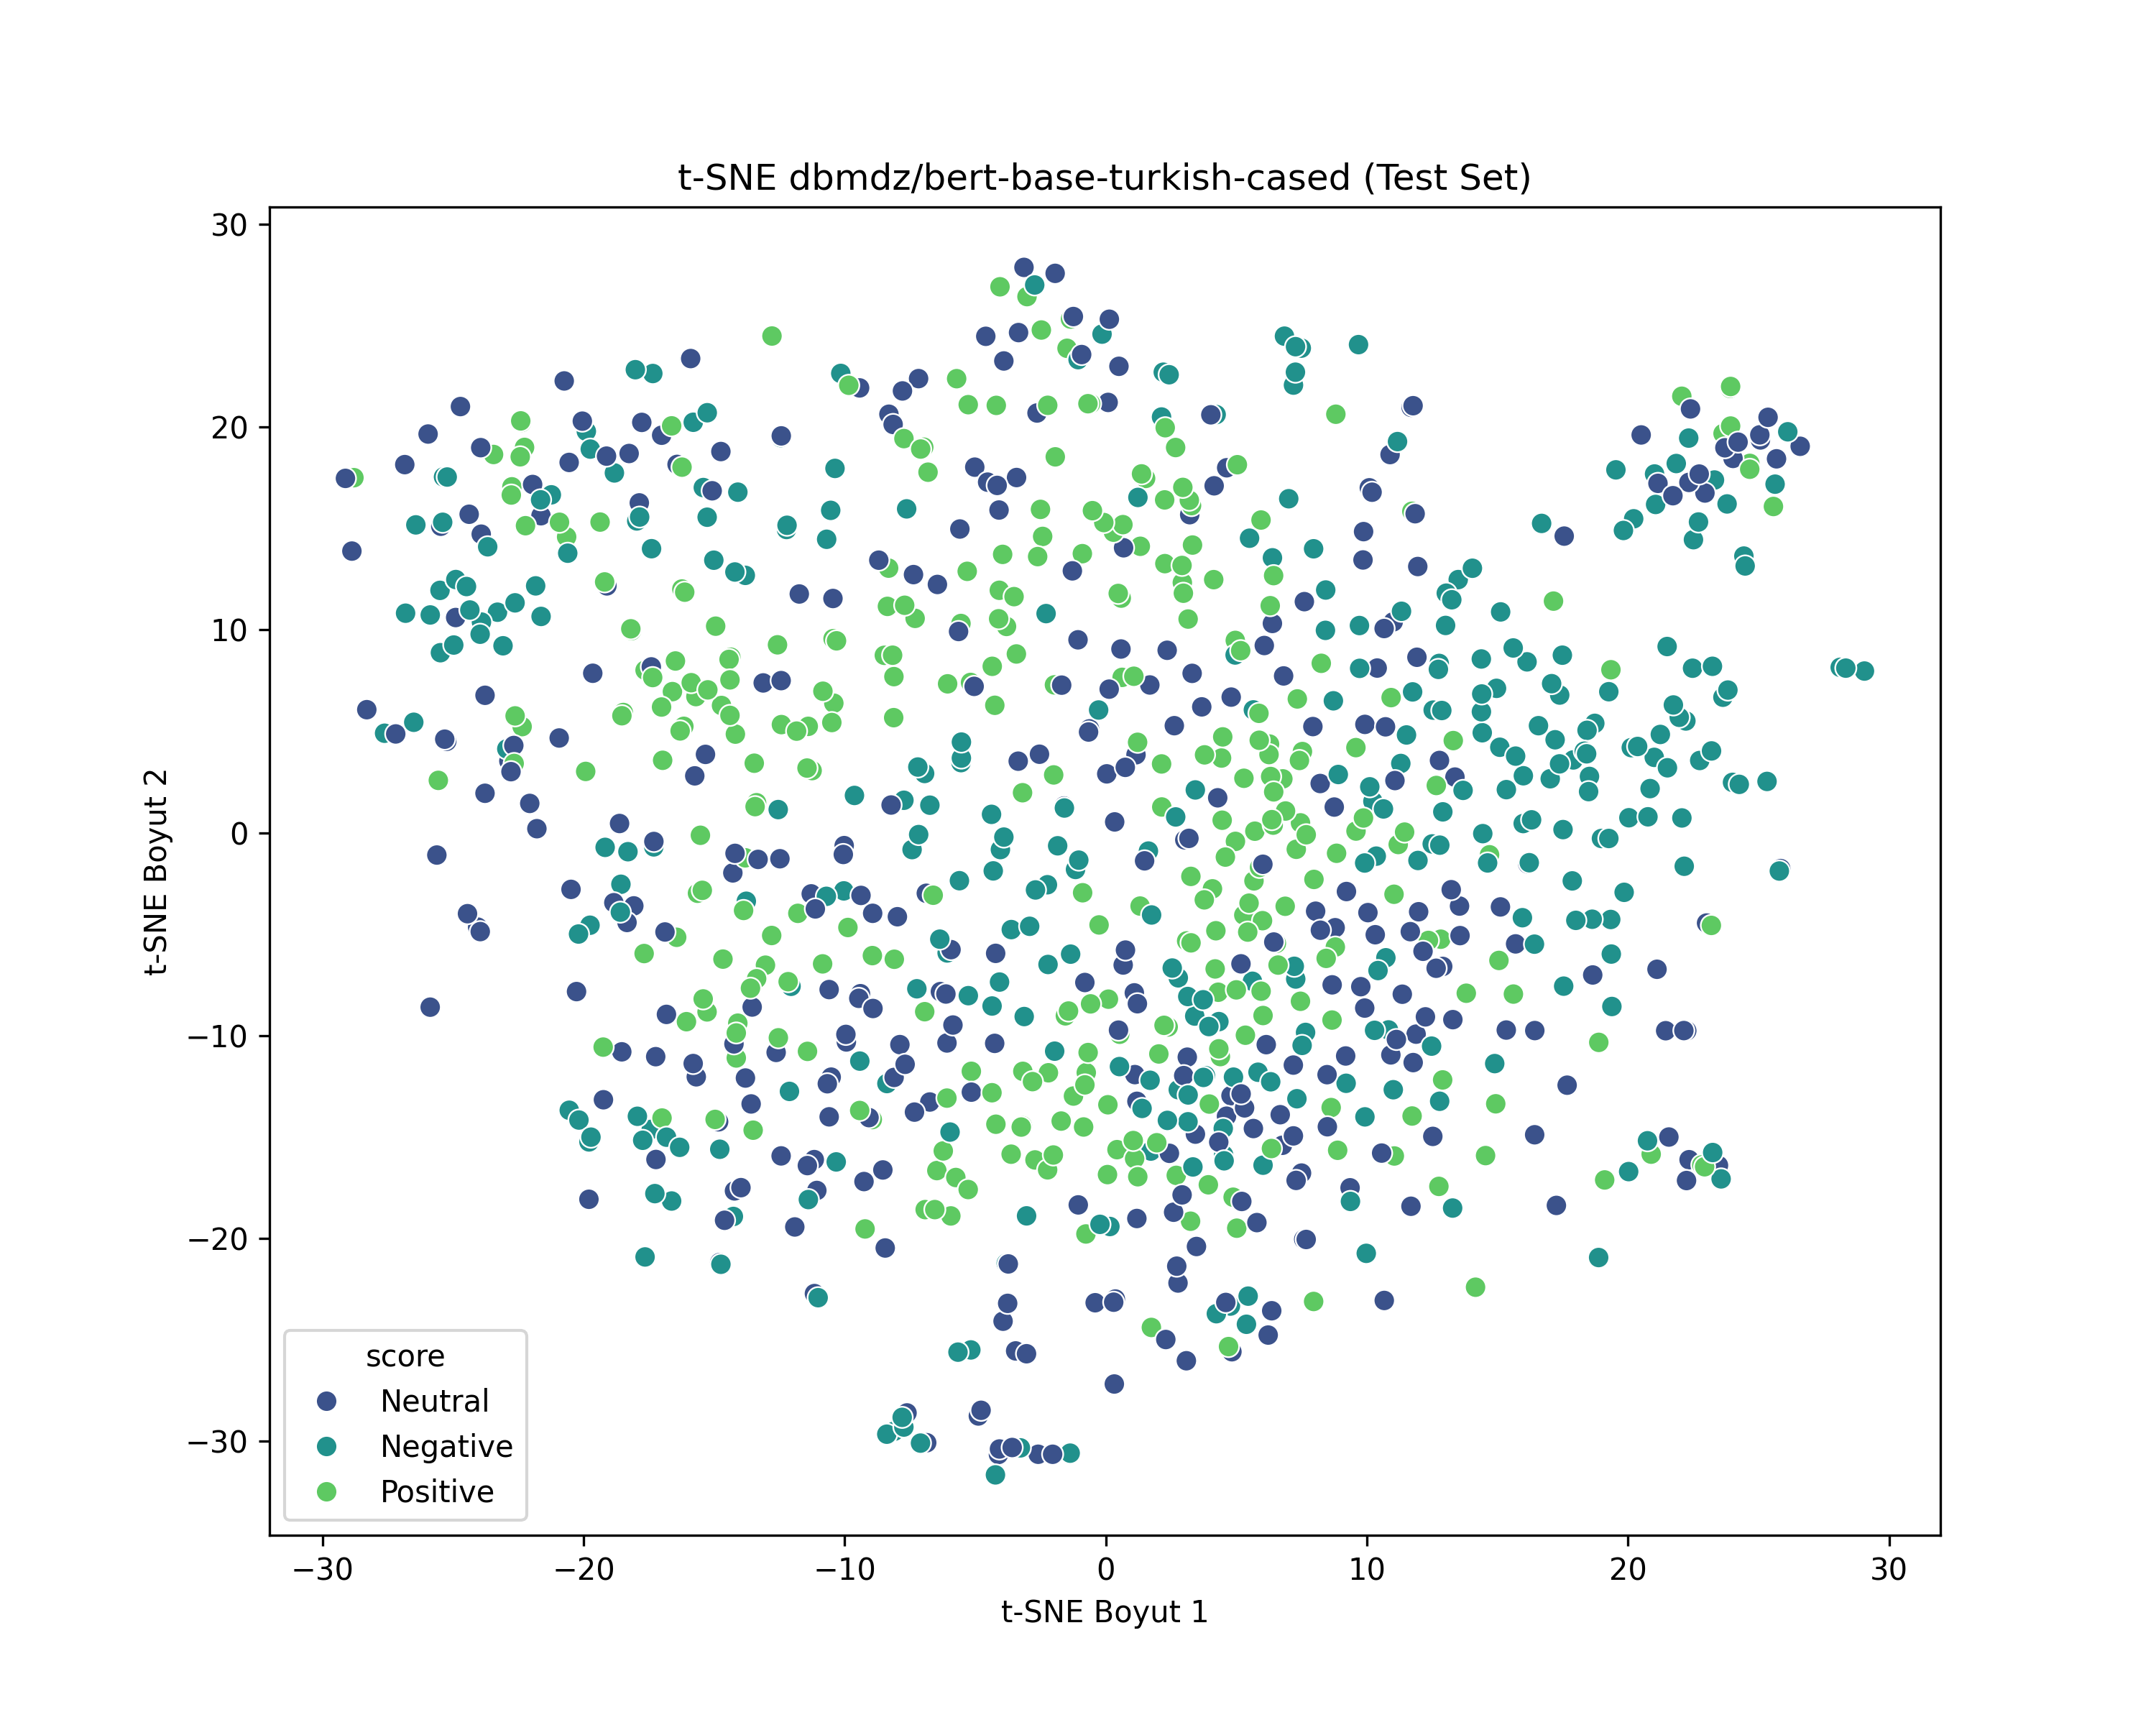 t-SNE dbmdz/bert-base-turkish-cased (Test Set)
30
20
10
0
−10
−20
−30
t-SNE Boyut 2
score
Neutral
Negative
Positive
−30
−20
−10
0
10
20
30
t-SNE Boyut 1